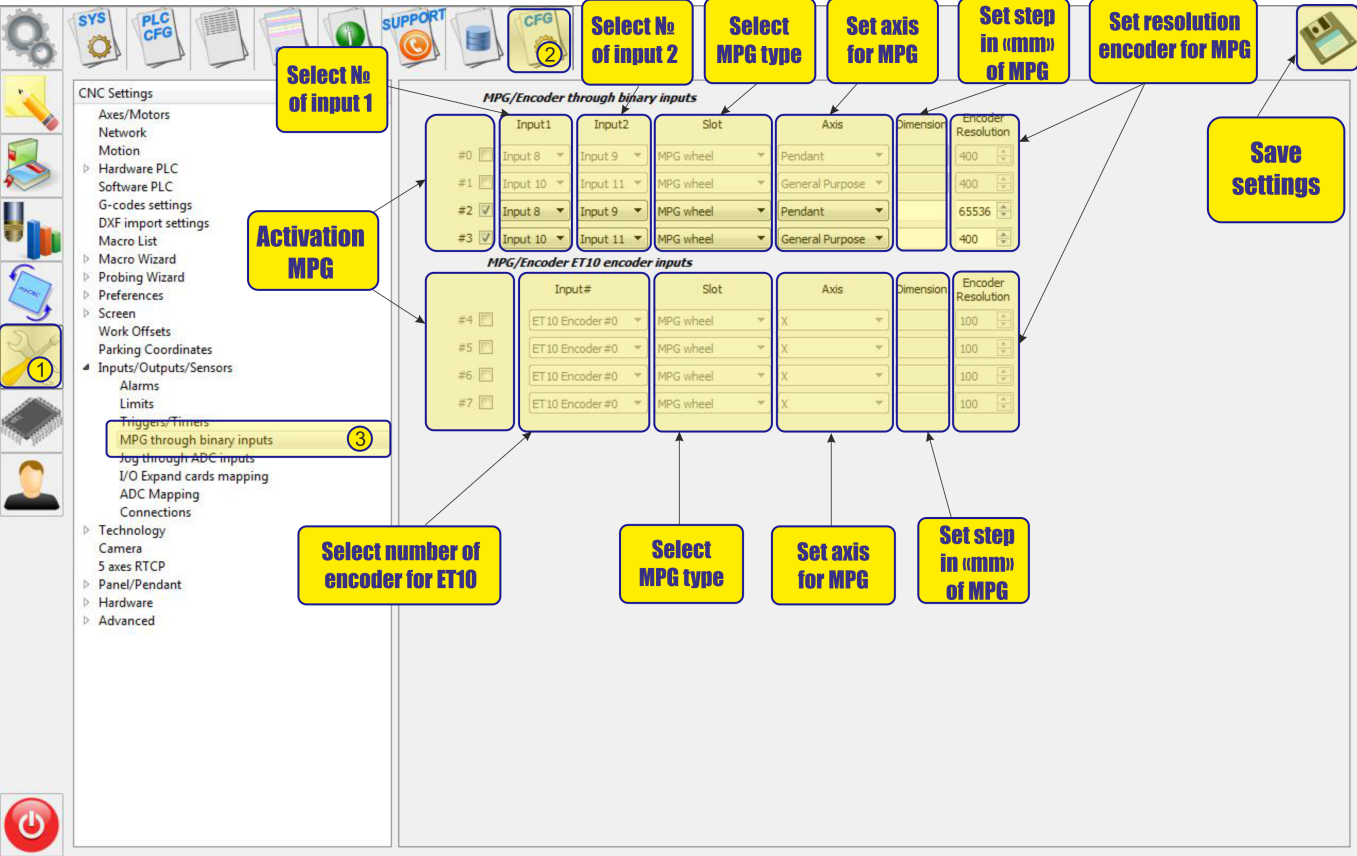 SYS
PLC
CFG
SUPPORT
CFG
2
Select №
of input 1
Select №
of input 2
Select
MPG type
Set axis
for MPG
Set step
in «mm»
of MPG
Set resolution
encoder for MPG
Save
settings
CNC Settings
Axes/Motors
Network
Motion
Hardware PLC
Software PLC
G-codes settings
DXF import settings
Macro List
Macro Wizard
Probing Wizard
Preferences
Screen
Work Offsets
Parking Coordinates
Inputs/Outputs/Sensors
Alarms
Limits
Triggers/Timers
MPG through binary inputs
3
Jog through ADC inputs
I/O Expand cards mapping
ADC Mapping
Connections
Technology
Camera
5 axes RTCP
Panel/Pendant
Hardware
Advanced
myCNC
1
Activation
MPG
MPG/Encoder through binary inputs
Input1 Input2 Slot Axis Dimension Encoder
Resolution
#0 Input 8 Input 9 MPG wheel Pendant 400
#1 Input 10 Input 11 MPG wheel General Purpose 400
#2 Input 8 Input 9 MPG wheel Pendant 65536
#3 Input 10 Input 11 MPG wheel General Purpose 400
MPG/Encoder ET10 encoder inputs
Input# Slot Axis Dimension Encoder
Resolution
#4 ET10 Encoder #0 MPG wheel X 100
#5 ET10 Encoder #0 MPG wheel X 100
#6 ET10 Encoder #0 MPG wheel X 100
#7 ET10 Encoder #0 MPG wheel X 100
Select number of
encoder for ET10
Select
MPG type
Set axis
for MPG
Set step
in «mm»
of MPG